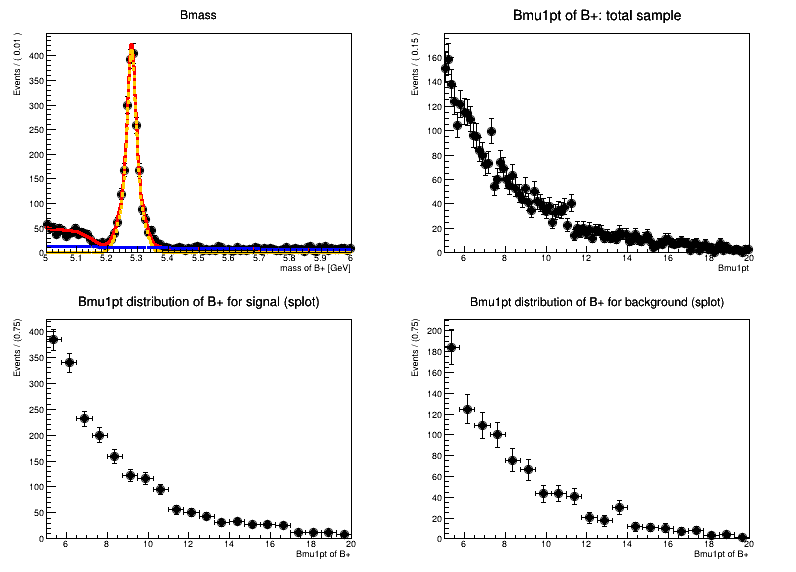 Bmass
Events / ( 0.01 )
400
350
300
250
200
150
100
50
0
5 5.1 5.2 5.3 5.4 5.5 5.6 5.7 5.8 5.9 6
mass of B+ [GeV]
Bmu1pt of B+: total sample
Events / ( 0.15 )
160
140
120
100
80
60
40
20
0
6 8 10 12 14 16 18 20
Bmu1pt
Bmu1pt distribution of B+ for signal (splot)
Events / (0.75)
400
350
300
250
200
150
100
50
0
6 8 10 12 14 16 18 20
Bmu1pt of B+
Bmu1pt distribution of B+ for background (splot)
Events / (0.75)
200
180
160
140
120
100
80
60
40
20
0
6 8 10 12 14 16 18 20
Bmu1pt of B+